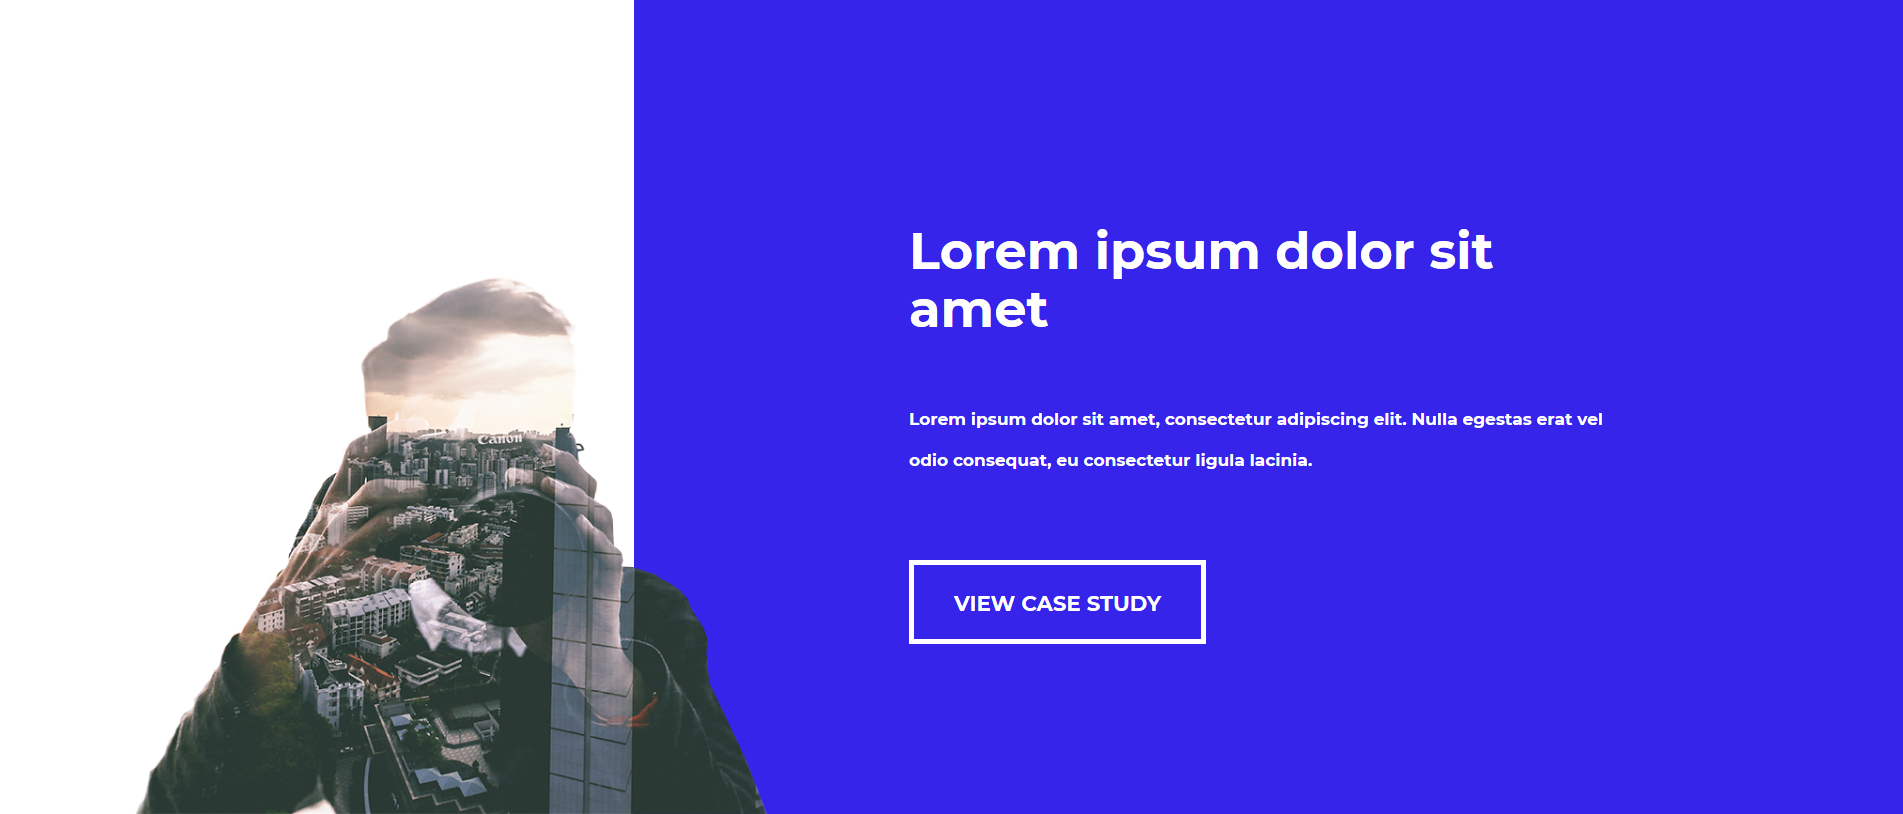 Canon
Lorem ipsum dolor sit
amet
Lorem ipsum dolor sit amet, consectetur adipiscing elit. Nulla egestas erat vel
odio consequat, eu consectetur ligula lacinia.
VIEW CASE STUDY